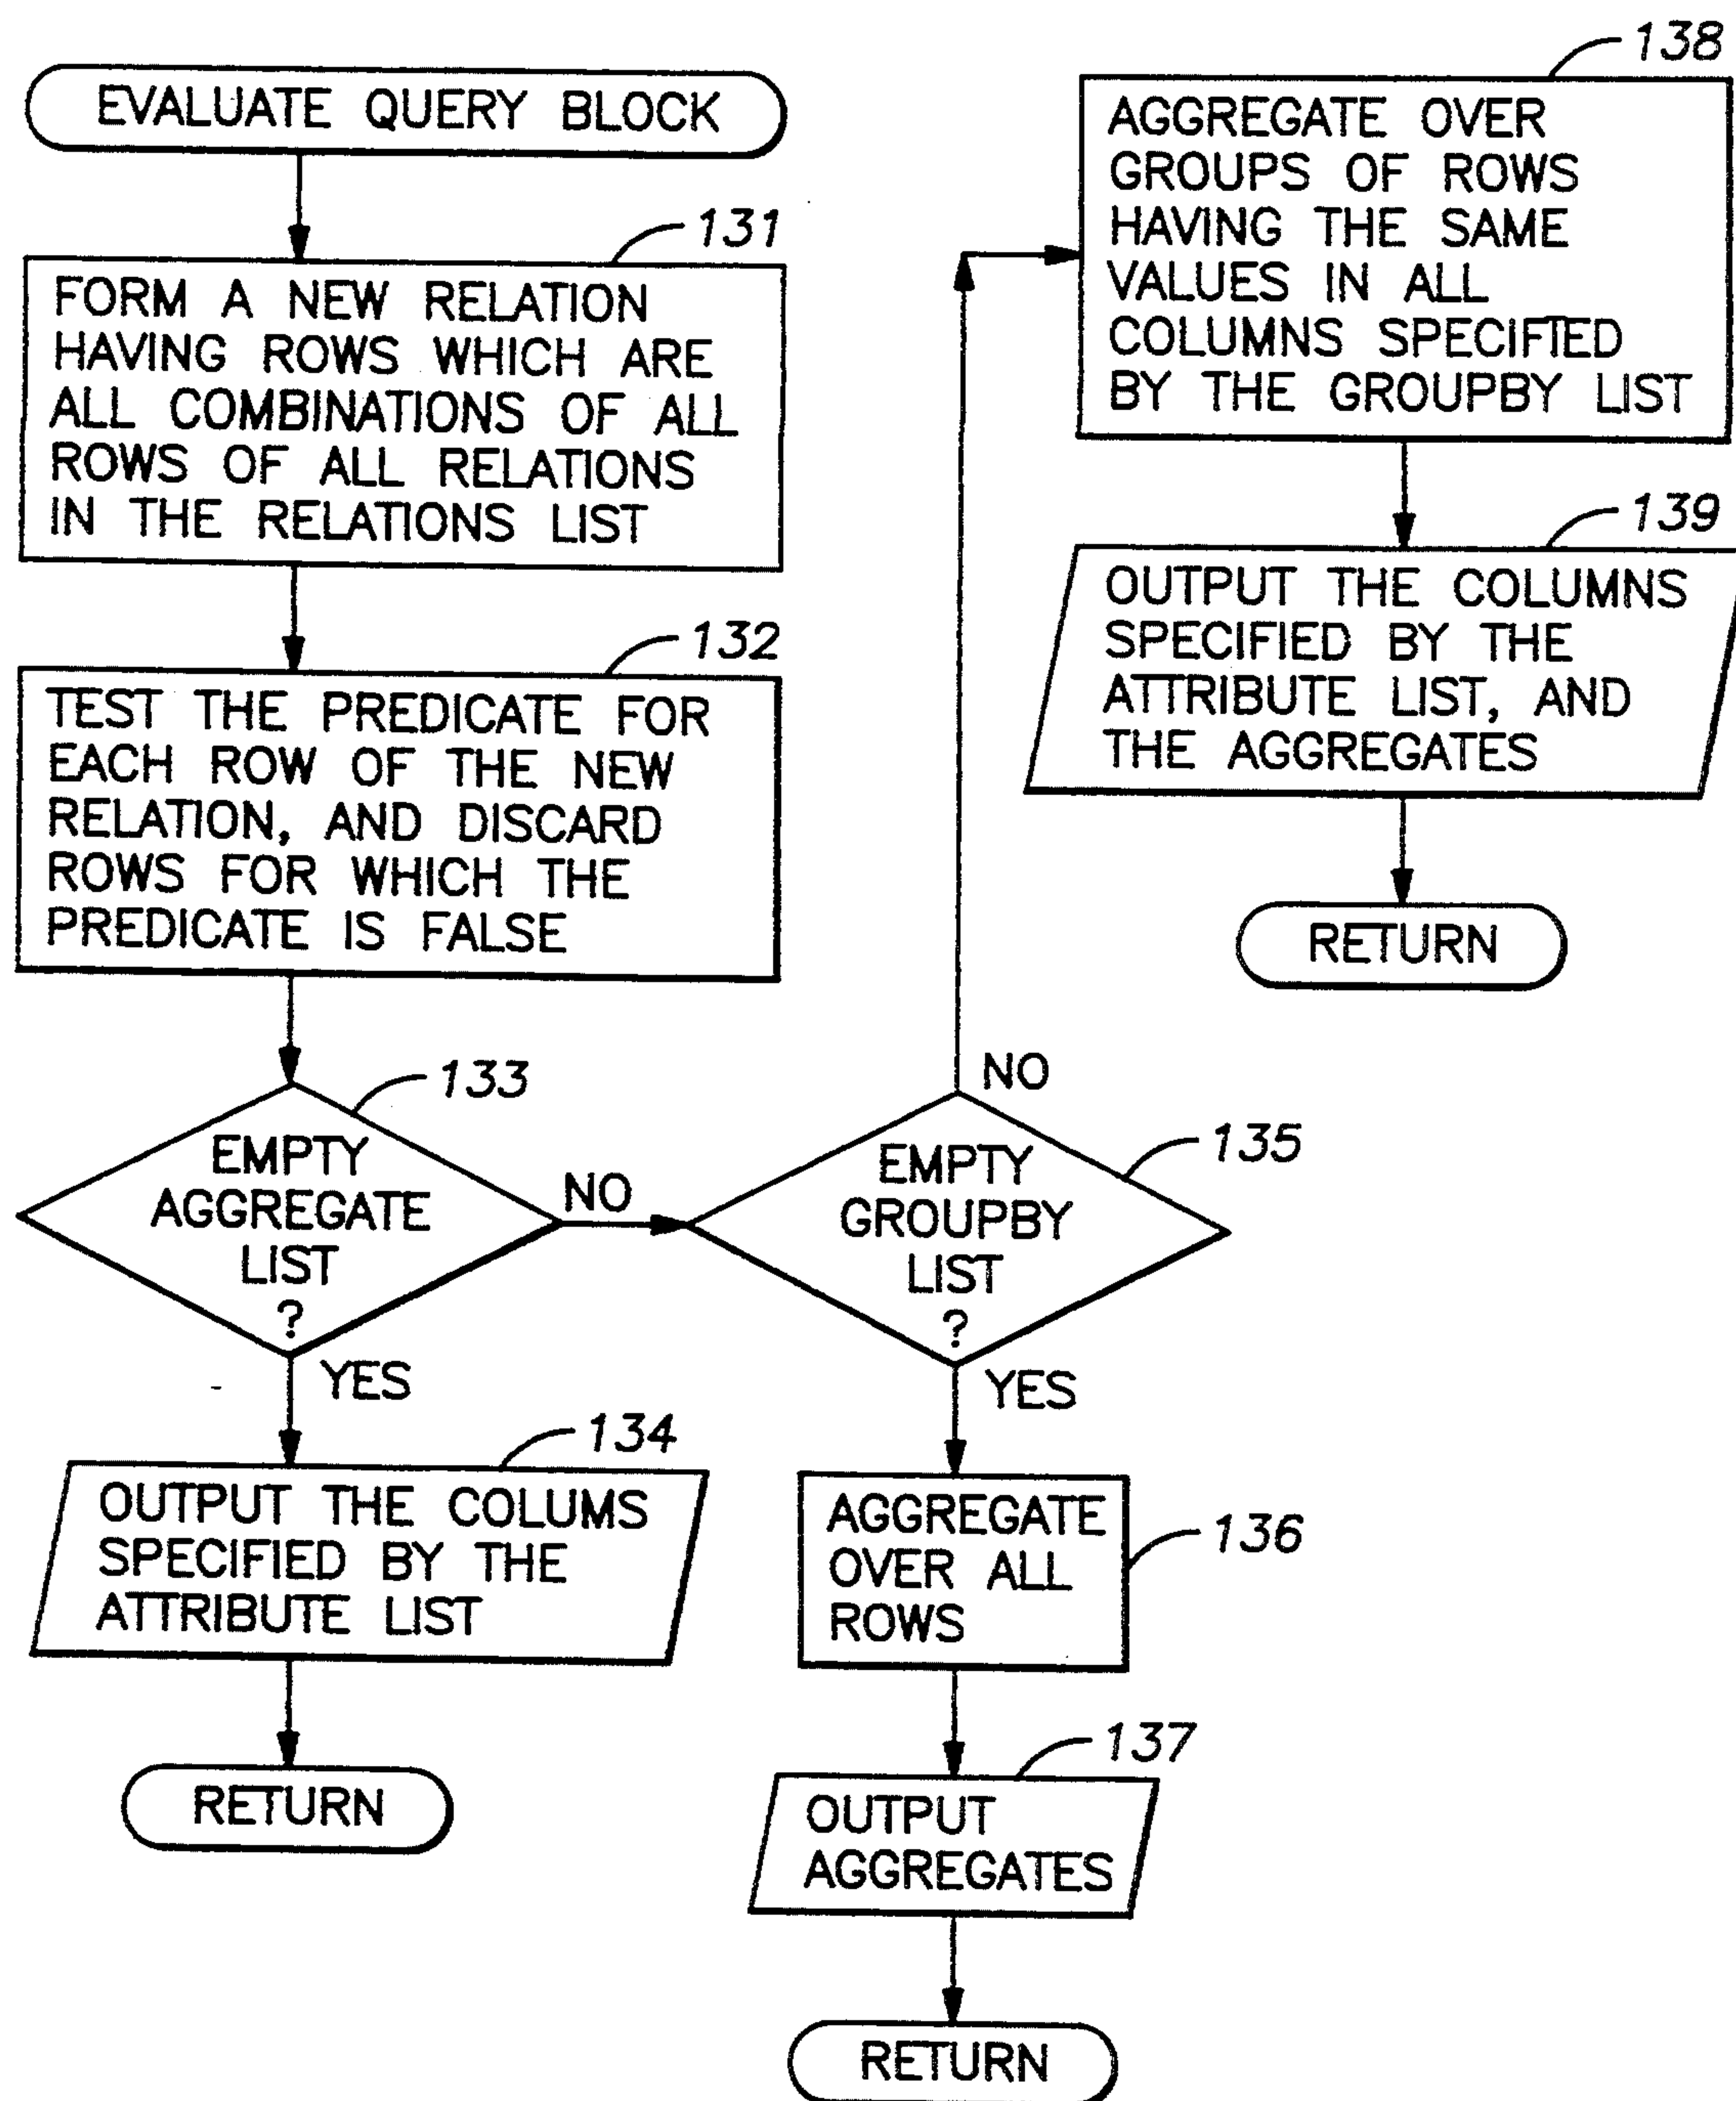 EVALUATE QUERY BLOCK
131
FORM A NEW RELATION
HAVING ROWS WHICH ARE
ALL COMBINATIONS OF ALL
ROWS OF ALL RELATIONS
IN THE RELATIONS LIST
132
TEST THE PREDICATE FOR
EACH ROW OF THE NEW
RELATION, AND DISCARD
ROWS FOR WHICH THE
PREDICATE IS FALSE
133
EMPTY
AGGREGATE
LIST
?
NO
YES
134
OUTPUT THE COLUMS
SPECIFIED BY THE
ATTRIBUTE LIST
RETURN
135
EMPTY
GROUPBY
LIST
?
NO
YES
136
AGGREGATE
OVER ALL
ROWS
137
OUTPUT
AGGREGATES
RETURN
138
AGGREGATE OVER
GROUPS OF ROWS
HAVING THE SAME
VALUES IN ALL
COLUMNS SPECIFIED
BY THE GROUPBY LIST
139
OUTPUT THE COLUMNS
SPECIFIED BY THE
ATTRIBUTE LIST, AND
THE AGGREGATES
RETURN